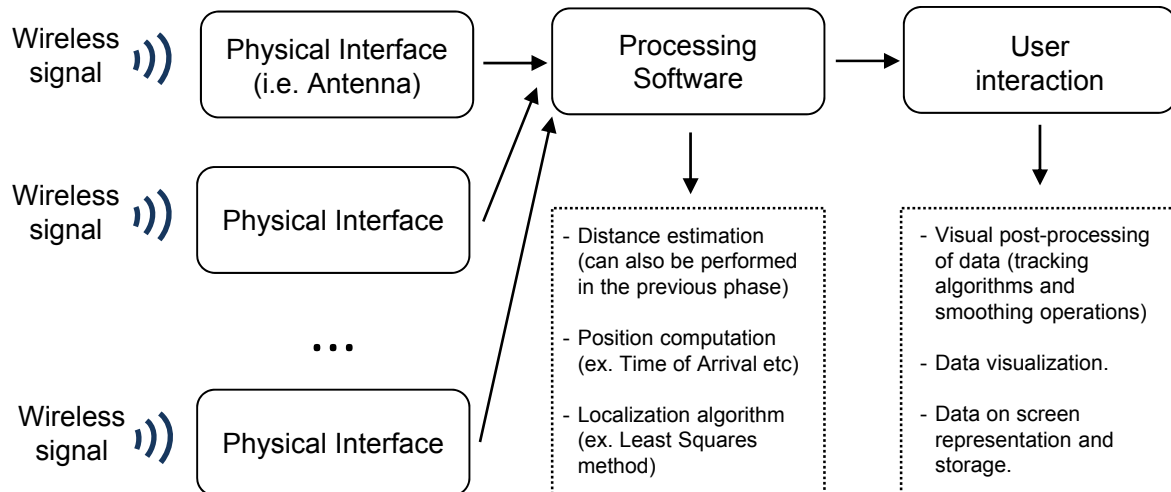 Wireless
signal
Physical Interface
(i.e. Antenna)
Processing
Software
User
interaction
Wireless
signal
Physical Interface
...
Wireless
signal
Physical Interface
- Distance estimation
(can also be performed
in the previous phase)
- Position computation
(ex. Time of Arrival etc)
- Localization algorithm
(ex. Least Squares
method)
- Visual post-processing
of data (tracking
algorithms and
smoothing operations)
- Data visualization.
- Data on screen
representation and
storage.